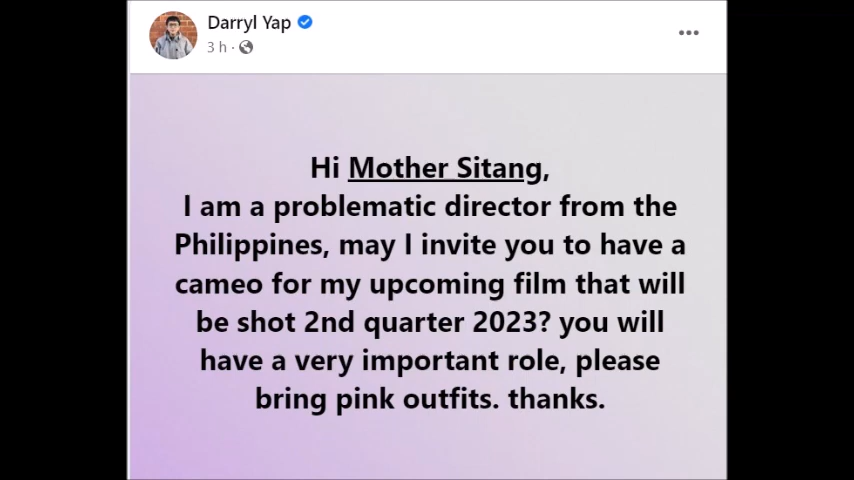 Darryl Yap
3 h ·
Hi Mother Sitang,
I am a problematic director from the
Philippines, may I invite you to have a
cameo for my upcoming film that will
be shot 2nd quarter 2023? you will
have a very important role, please
bring pink outfits. thanks.